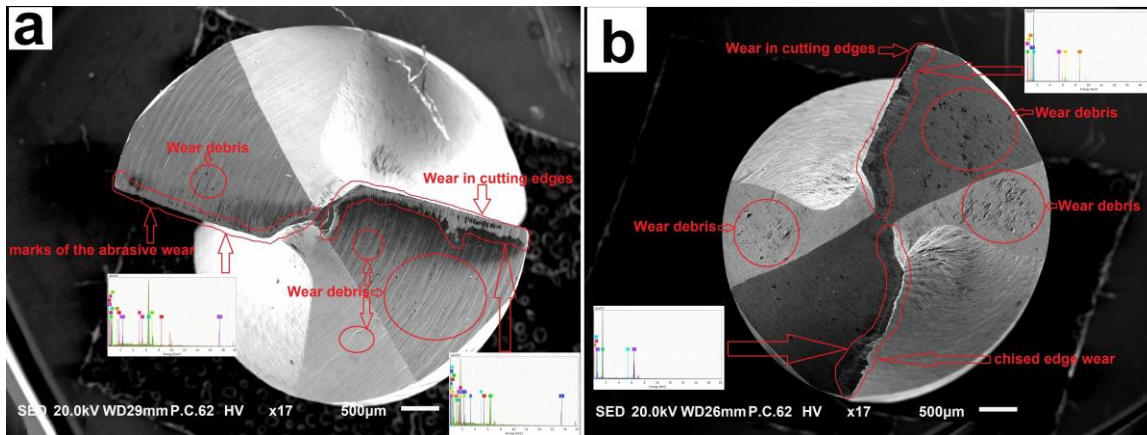 a
Wear debris
Wear in cutting edges
marks of the abrasive wear
Wear debris
SED 20.0kV WD29mm P.C.62 HV x17 500µm
b
Wear in cutting edges
Wear debris
Wear debris
Wear debris
chised edge wear
SED 20.0kV WD26mm P.C.62 HV x17 500µm